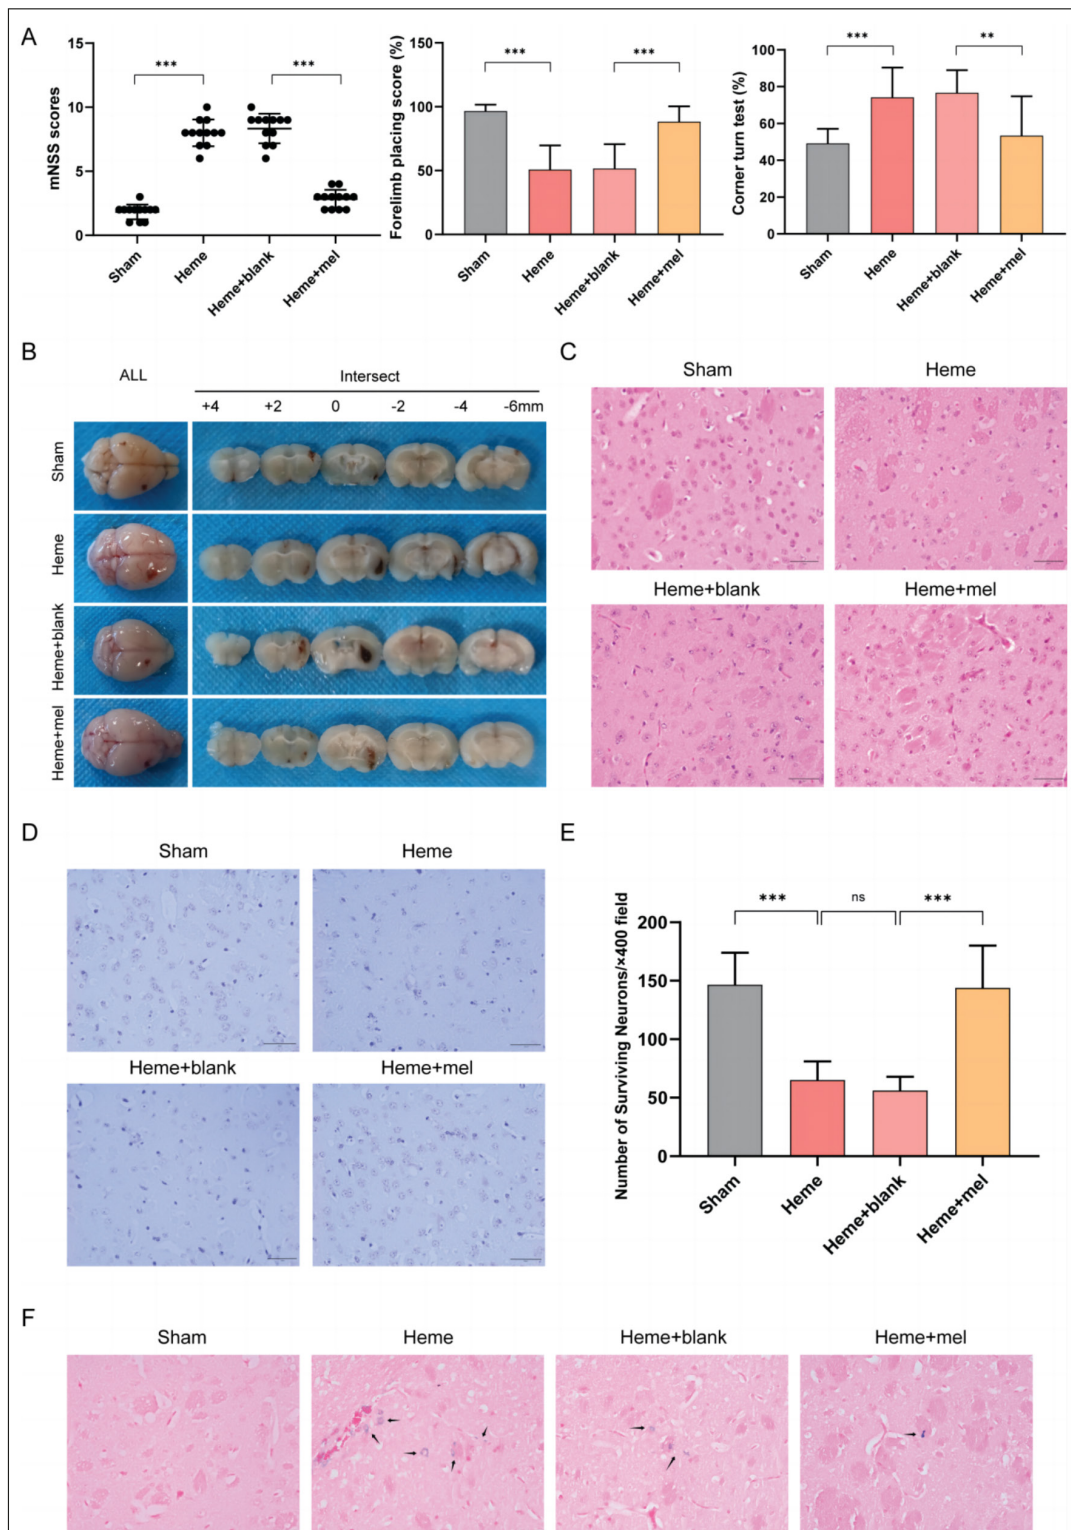 A
mNSS scores
15
10
5
0
***
***
Sham
Heme
Heme+blank
Heme+mel
Forelimb placing score (%)
150
100
50
0
***
***
Sham
Heme
Heme+blank
Heme+mel
Corner turn test (%)
100
80
60
40
20
0
***
**
Sham
Heme
Heme+blank
Heme+mel
B
ALL
Intersect
+4 +2 0 -2 -4 -6mm
Sham
Heme
Heme+blank
Heme+mel
C
Sham
Heme
Heme+blank
Heme+mel
D
Sham
Heme
Heme+blank
Heme+mel
E
Number of Surviving Neurons/×400 field
200
150
100
50
0
***
ns
***
Sham
Heme
Heme+blank
Heme+mel
F
Sham
Heme
Heme+blank
Heme+mel